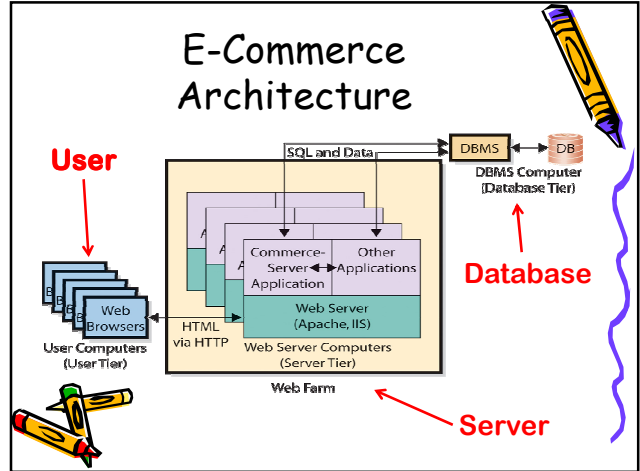 E-Commerce
Architecture
User
SQL and Data
DBMS
DB
DBMS Computer
(Database Tier)
Database
Commerce-
Server
Application
Other
Applications
Web Server
(Apache, IIS)
Web
Browsers
User Computers
(User Tier)
HTML
via HTTP
Web Server Computers
(Server Tier)
Web Farm
Server